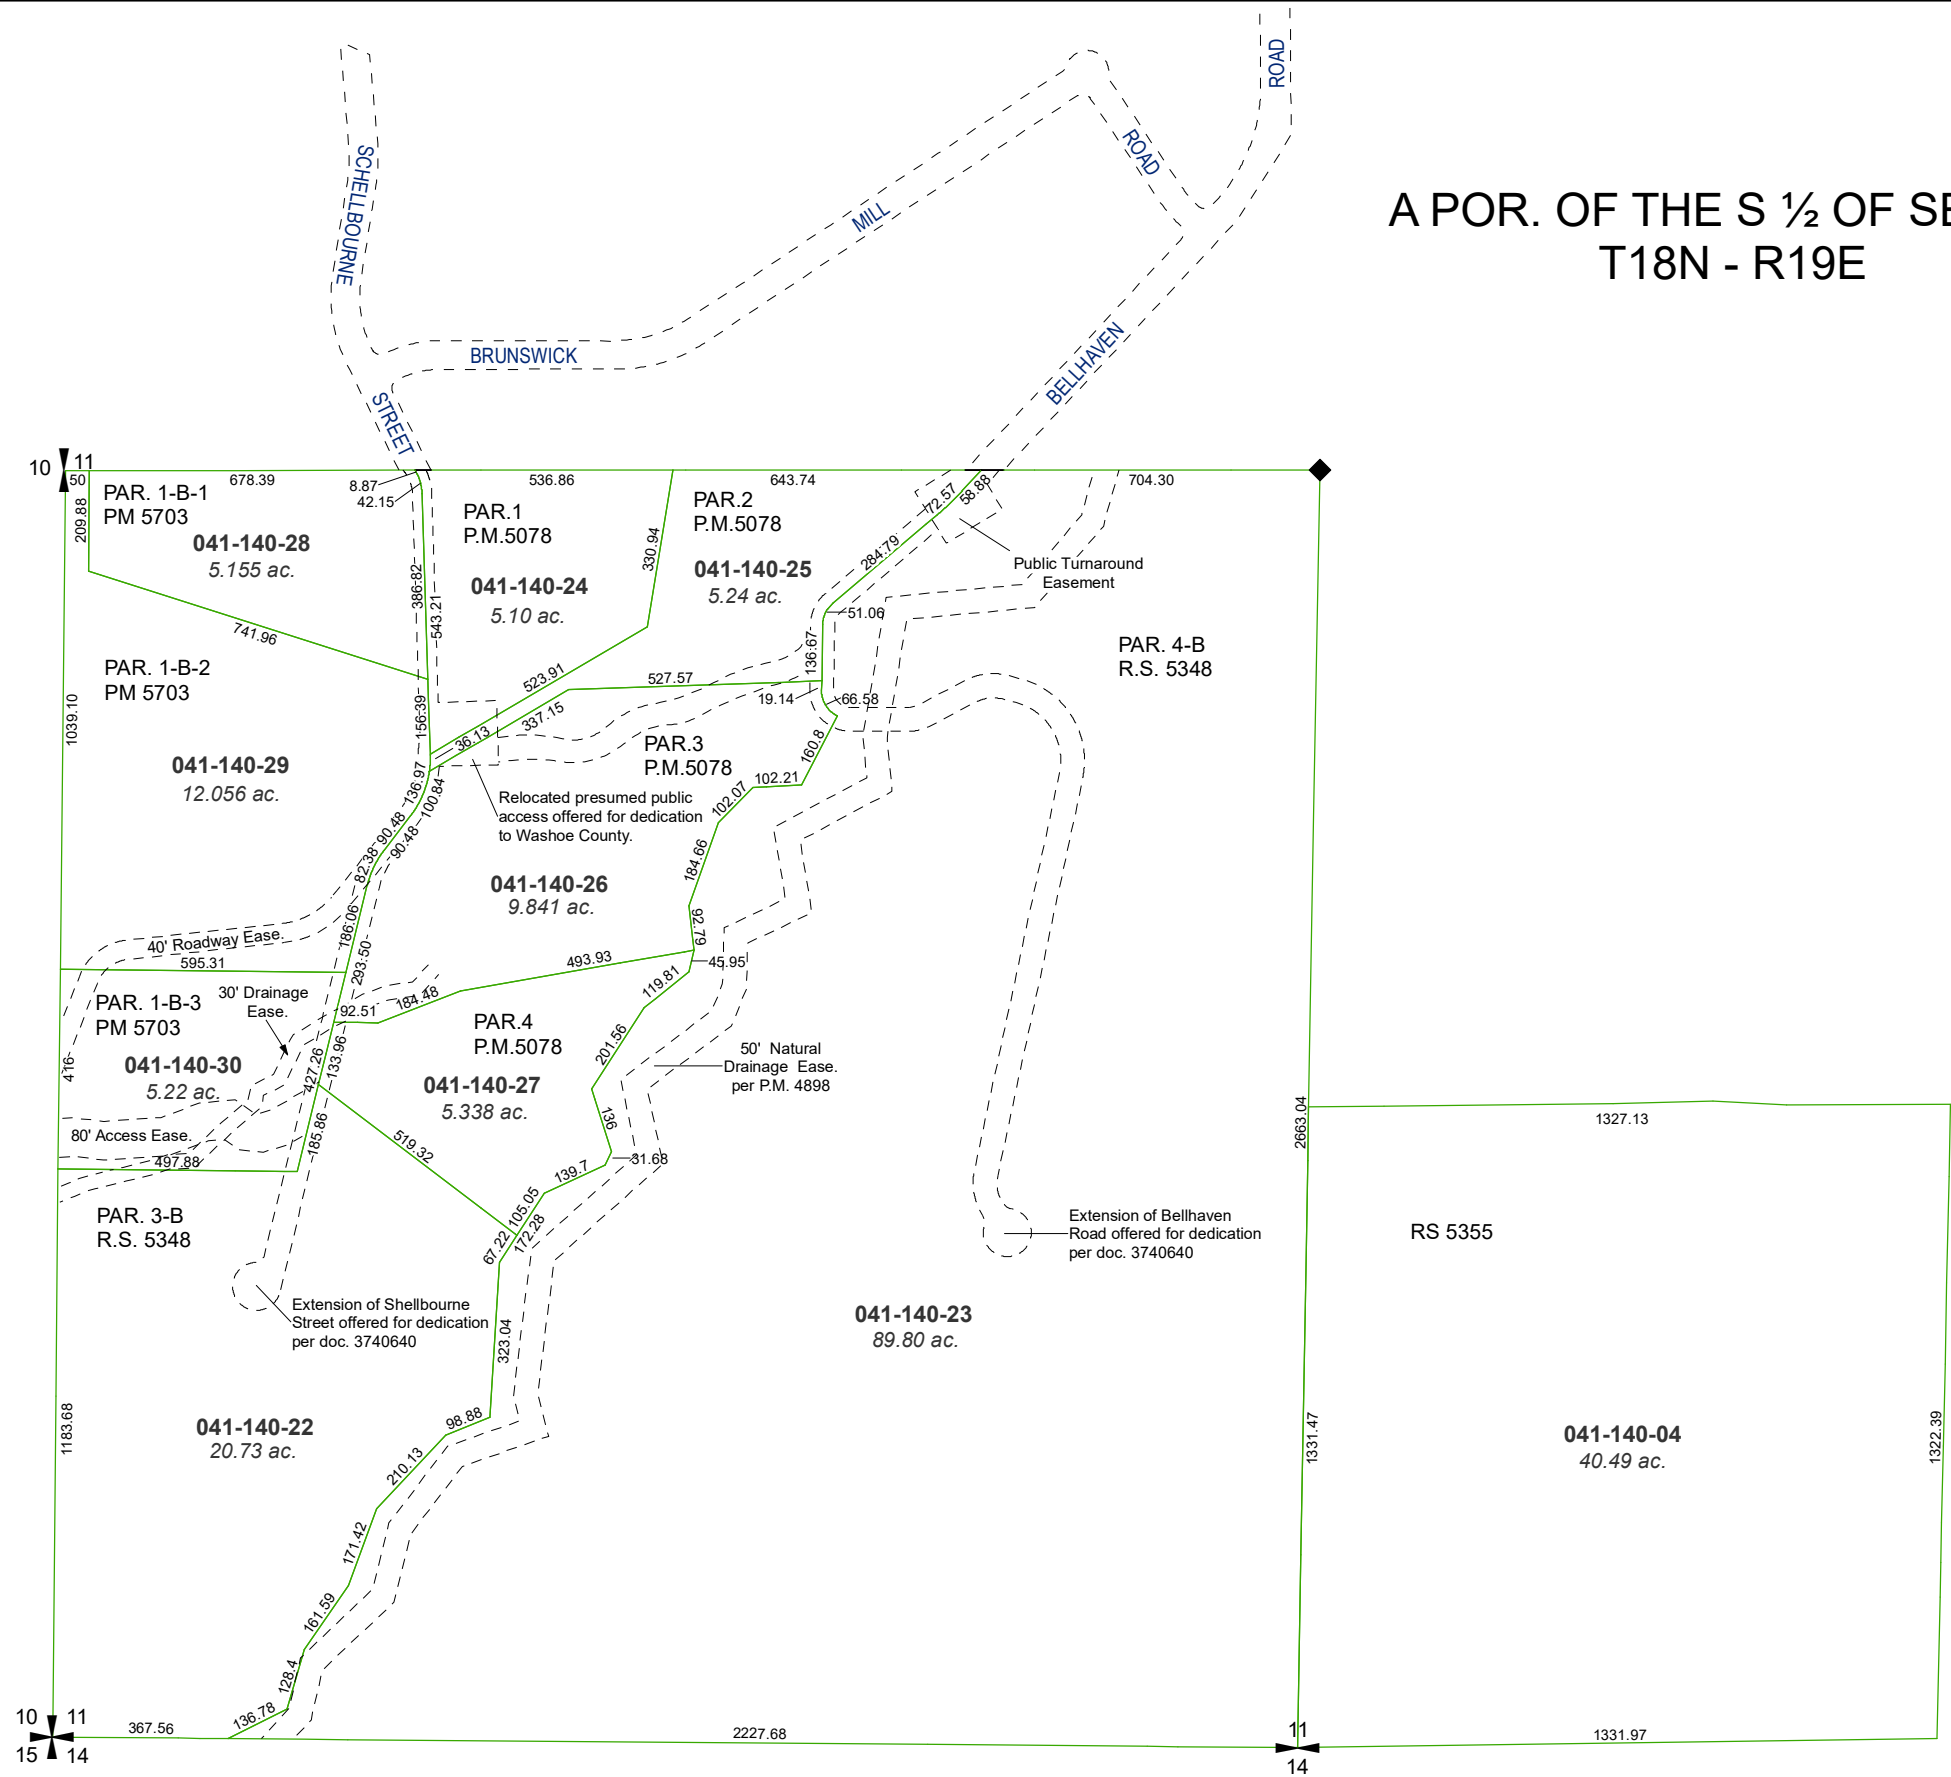 ROAD
ROAD
SCHELLBOURNE
MILL
A POR. OF THE S ½ OF
T18N - R19E
BRUNSWICK
BELLHAVEN
STREET
10
11
50
678.39
8.87
42.15
536.86
643.74
72.57
58.88
704.30
PAR. 1-B-1
PM 5703
209.88
041-140-28
5.155 ac.
PAR.1
P.M.5078
041-140-24
5.10 ac.
330.94
PAR.2
P.M.5078
041-140-25
5.24 ac.
284.79
Public Turnaround
Easement
386.82
543.21
51.06
741.96
136.67
PAR. 4-B
R.S. 5348
PAR. 1-B-2
PM 5703
1039.10
523.91
527.57
19.14
66.58
156.39
337.15
36.13
PAR.3
P.M.5078
160.8
041-140-29
12.056 ac.
136.97
100.84
102.21
102.07
Relocated presumed public
access offered for dedication
to Washoe County.
90.48
90.48
82.38
184.66
041-140-26
9.841 ac.
92.79
186.06
40' Roadway Ease.
595.31
293.50
493.93
45.95
119.81
PAR. 1-B-3
PM 5703
30' Drainage
Ease.
92.51
184.48
PAR.4
P.M.5078
201.56
50' Natural
Drainage Ease.
per P.M. 4898
416
041-140-30
5.22 ac.
427.26
133.96
041-140-27
5.338 ac.
136
2663.04
1327.13
80' Access Ease.
497.88
185.86
519.32
31.68
139.7
105.05
172.28
67.22
PAR. 3-B
R.S. 5348
Extension of Bellhaven
Road offered for dedication
per doc. 3740640
RS 5355
Extension of Shellbourne
Street offered for dedication
per doc. 3740640
323.04
041-140-23
89.80 ac.
1183.68
041-140-22
20.73 ac.
98.88
210.13
1331.47
041-140-04
40.49 ac.
1322.39
171.42
161.59
128.4
136.78
10
11
15
14
367.56
2227.68
11
14
1331.97